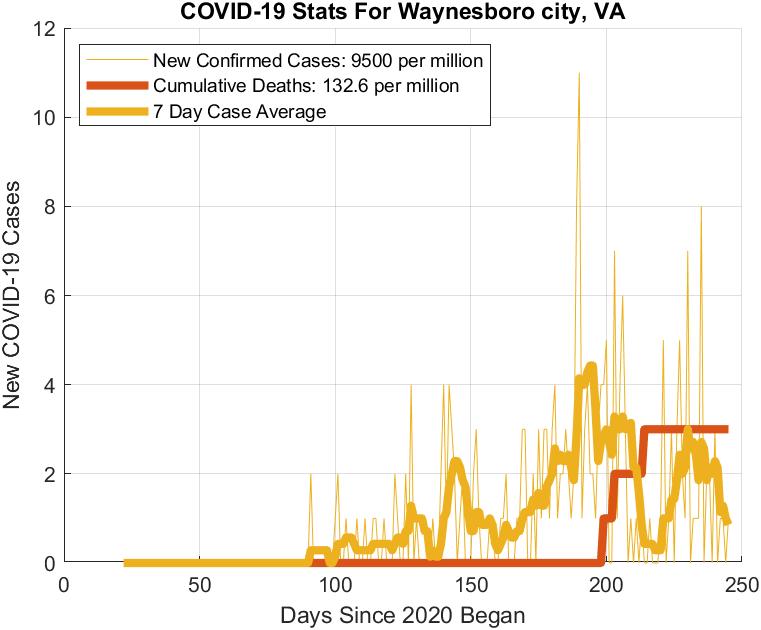 COVID-19 Stats For Waynesboro city, VA
12
10
8
6
4
2
0
New COVID-19 Cases
New Confirmed Cases: 9500 per million
Cumulative Deaths: 132.6 per million
7 Day Case Average
0 50 100 150 200 250
Days Since 2020 Began